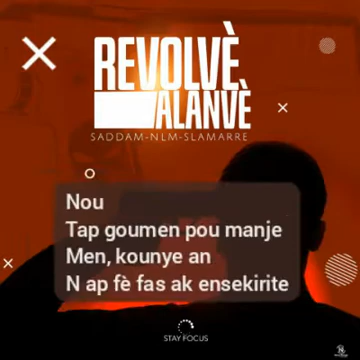 REVOLVÈ
ALANVÈ
SADDAM-NLM-SLAMARRE
Nou
Tap goumen pou manje
Men, kounye an
N ap fè fas ak ensekirite
STAY FOCUS